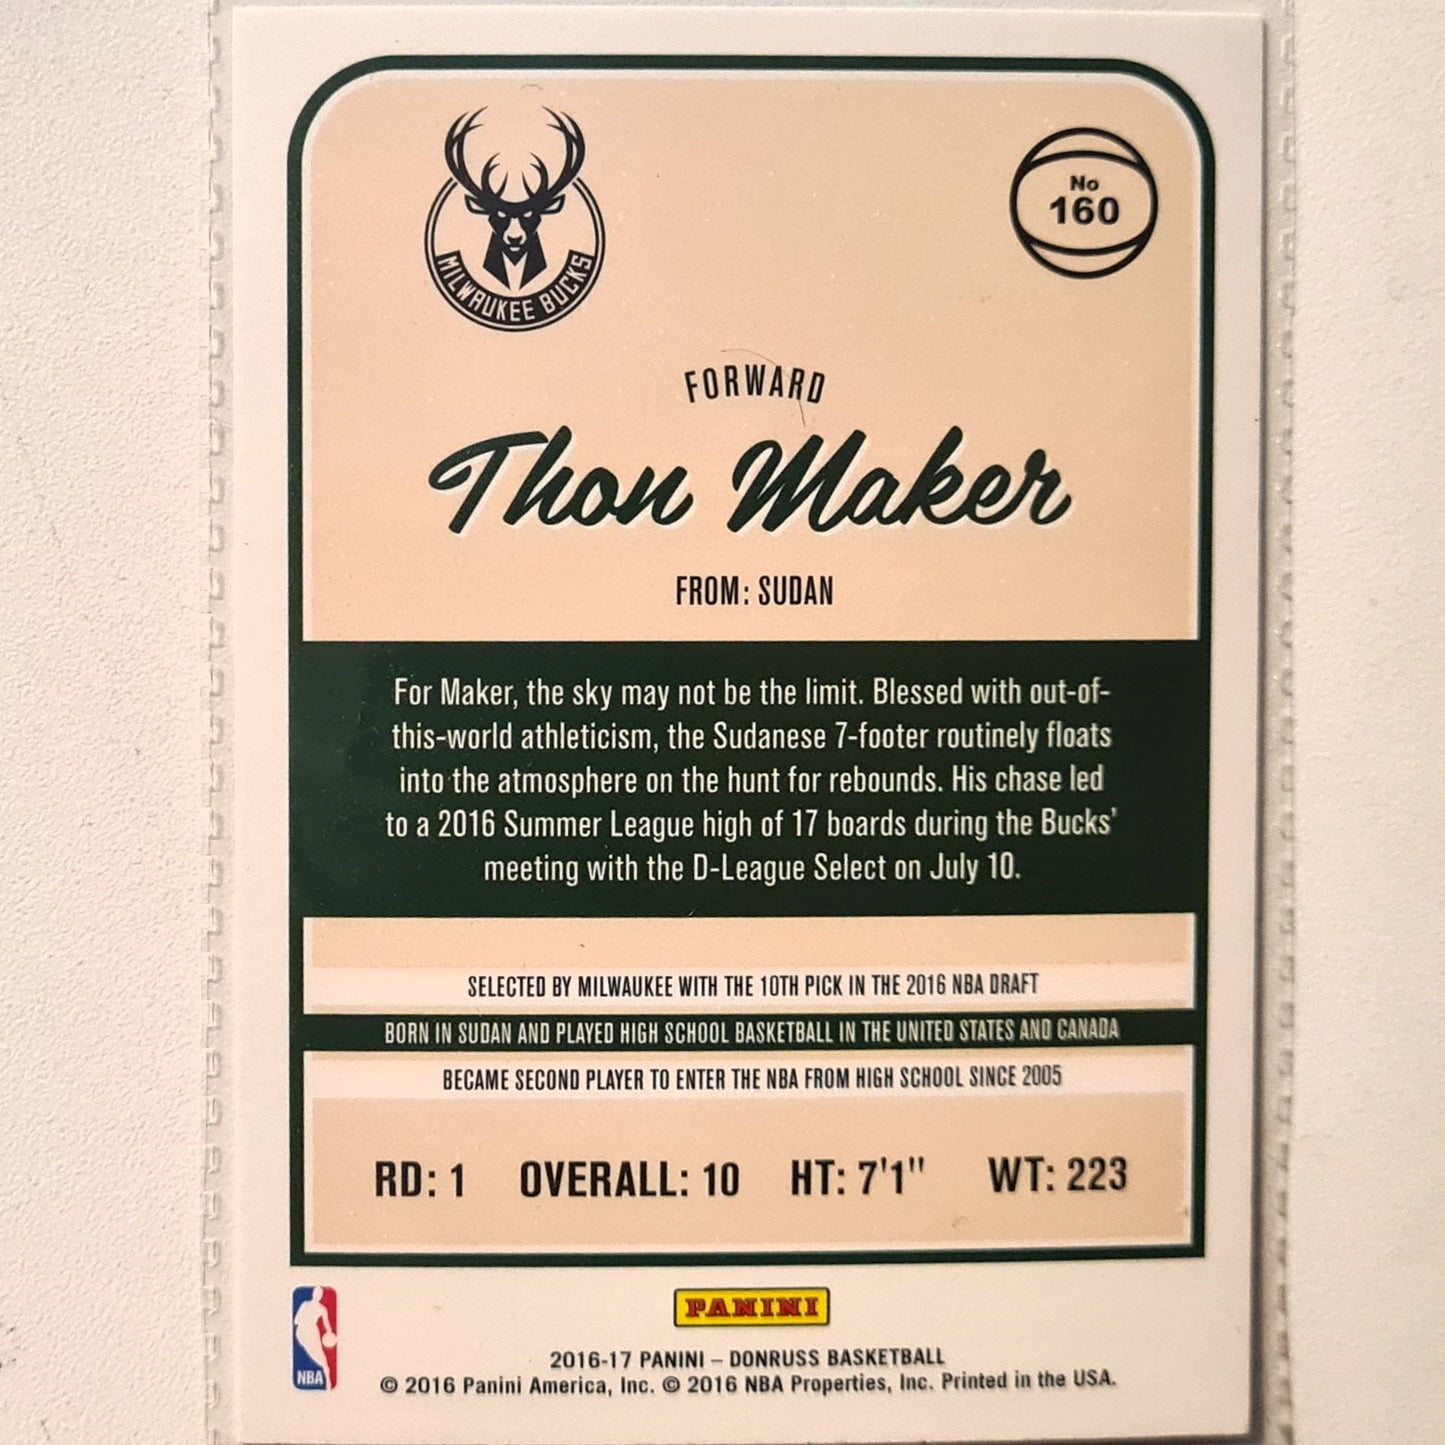 MILWAUKEE BUCKS
No
160
FORWARD
Thon Maker
FROM: SUDAN
For Maker, the sky may not be the limit. Blessed with out-of-
this-world athleticism, the Sudanese 7-footer routinely floats
into the atmosphere on the hunt for rebounds. His chase led
to a 2016 Summer League high of 17 boards during the Bucks'
meeting with the D-League Select on July 10.
SELECTED BY MILWAUKEE WITH THE 10TH PICK IN THE 2016 NBA DRAFT
BORN IN SUDAN AND PLAYED HIGH SCHOOL BASKETBALL IN THE UNITED STATES AND CANADA
BECAME SECOND PLAYER TO ENTER THE NBA FROM HIGH SCHOOL SINCE 2005
RD: 1 OVERALL: 10 HT: 7'1" WT: 223
NBA
PANINI
2016-17 PANINI – DONRUSS BASKETBALL
© 2016 Panini America, Inc. © 2016 NBA Properties, Inc. Printed in the USA.